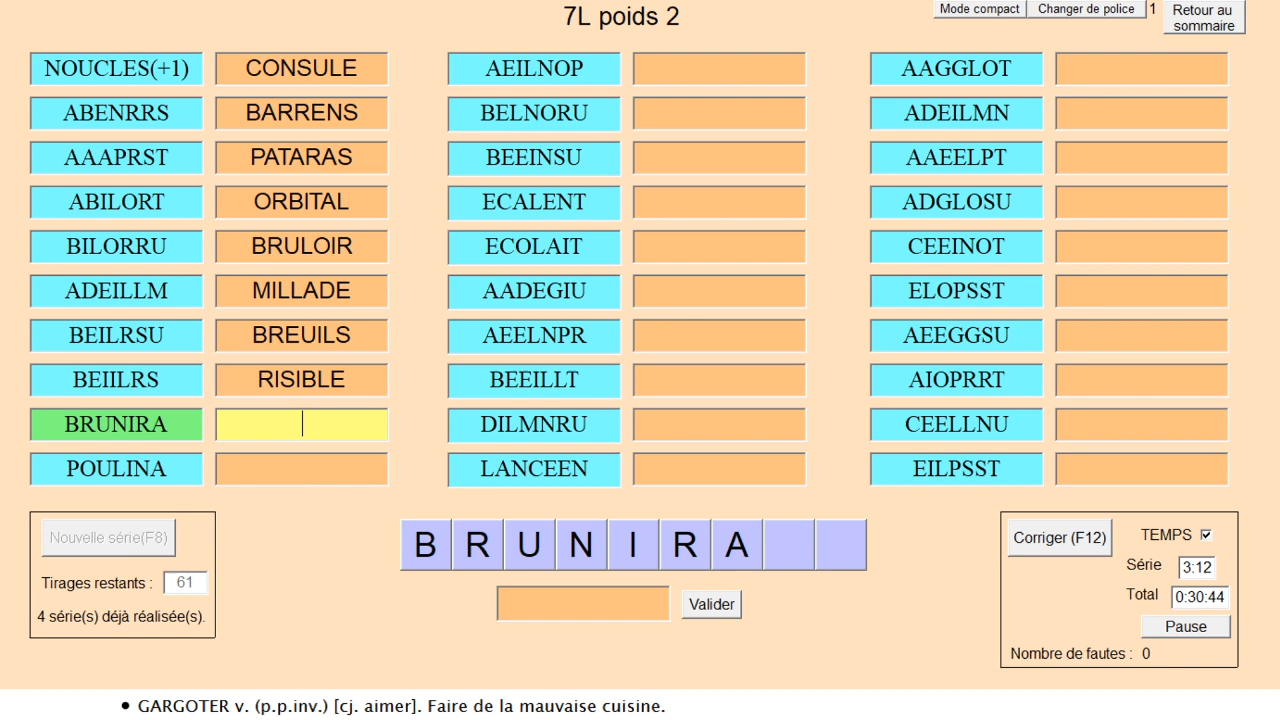 7L poids 2
Mode compact Changer de police 1 Retour au sommaire
NOUCLES(+1) CONSULE AEILNOP AAGGLOT
ABENRRS BARRENS BELNORU ADEILMN
AAAPRST PATARAS BEEINSU AAEELPT
ABILORT ORBITAL ECALENT ADGLOSU
BILORRU BRULOIR ECOLAIT CEEINOT
ADEILLM MILLADE AADEGIU ELOPSST
BEILRSU BREUILS AEELNPR AEEGGSU
BEIILRS RISIBLE BEEILLT AIOPRRT
BRUNIRA DILMNRU CEELLNU
POULINA LANCEEN EILPSST
Nouvelle série(F8)
Tirages restants : 61
4 série(s) déjà réalisée(s).
B R U N I R A
Valider
Corriger (F12) TEMPS
Série 3:12
Total 0:30:44
Pause
Nombre de fautes : 0
• GARGOTER v. (p.p.inv.) [cj. aimer]. Faire de la mauvaise cuisine.